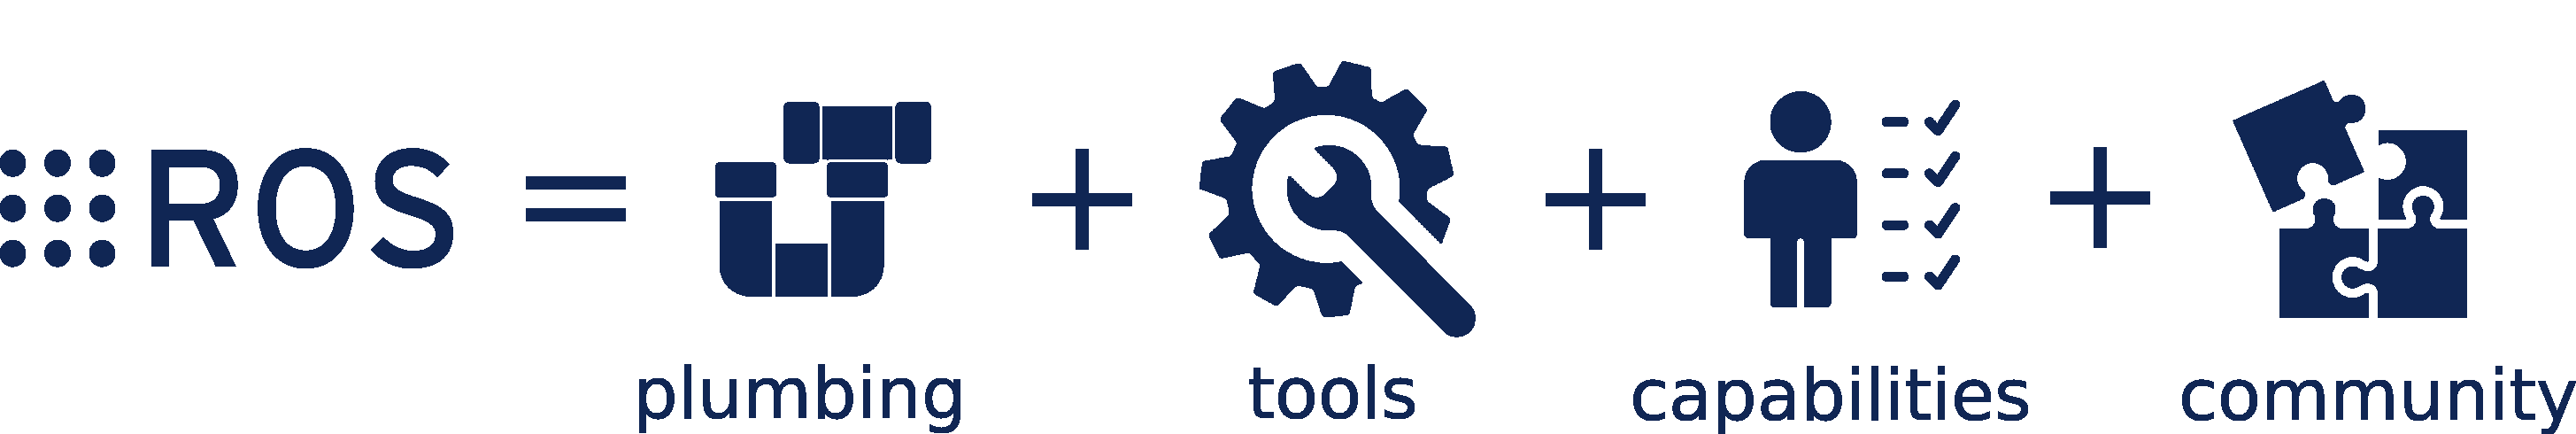 ROS = + + +
plumbing tools capabilities community